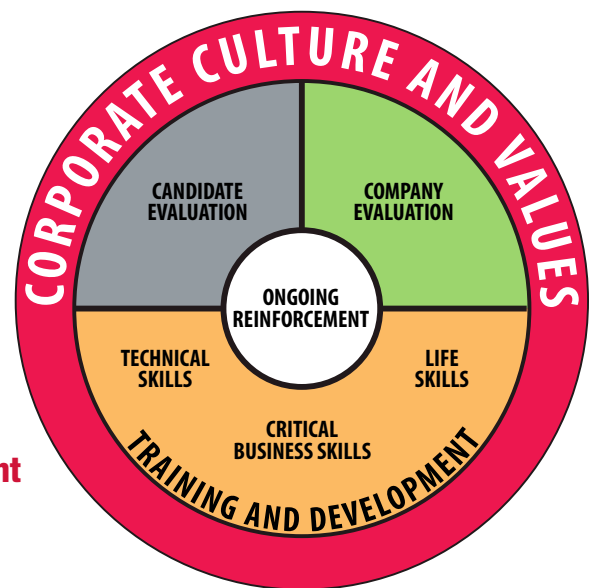 CORPORATE CULTURE AND VALUES
CANDIDATE
EVALUATION
COMPANY
EVALUATION
ONGOING
REINFORCEMENT
TECHNICAL
SKILLS
LIFE
SKILLS
CRITICAL
BUSINESS SKILLS
TRAINING AND DEVELOPMENT
nt